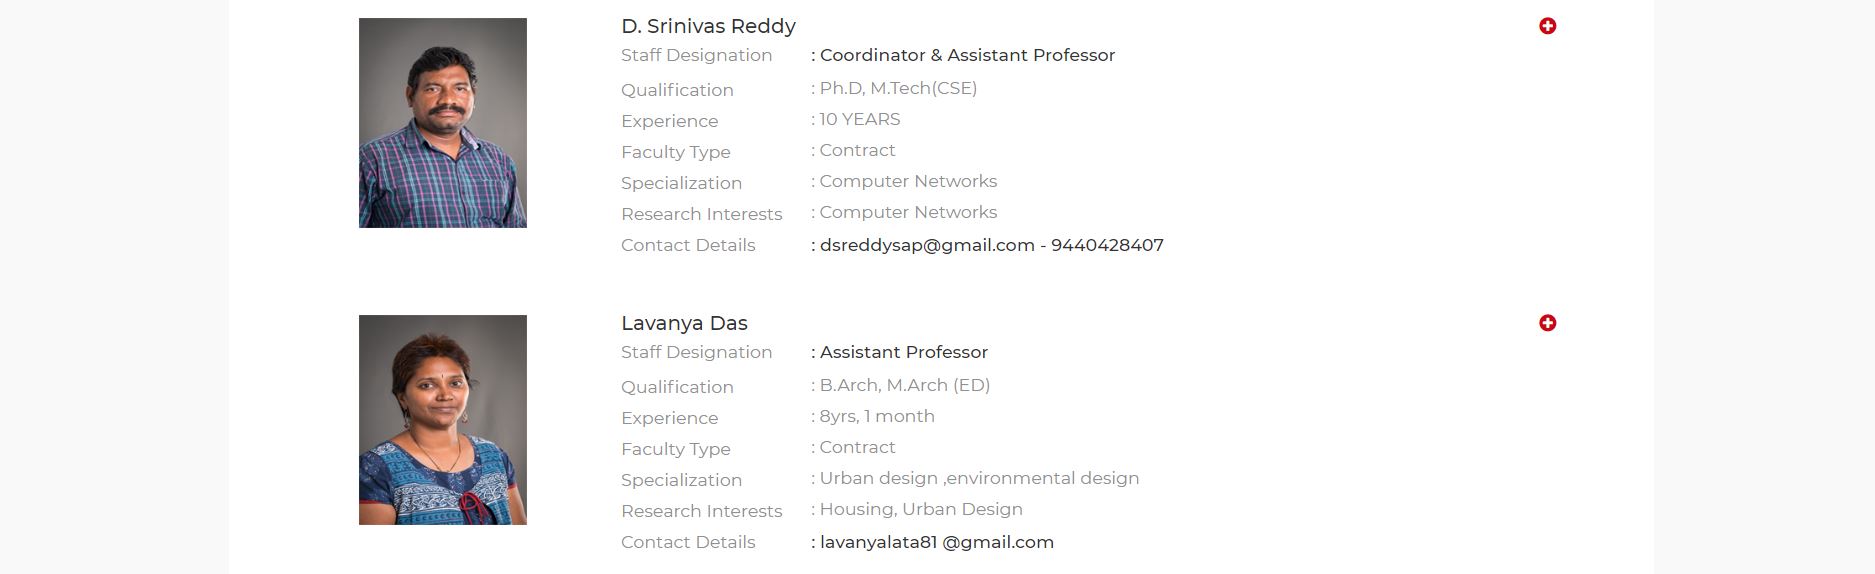 D. Srinivas Reddy
Staff Designation : Coordinator & Assistant Professor
Qualification : Ph.D, M.Tech(CSE)
Experience : 10 YEARS
Faculty Type : Contract
Specialization : Computer Networks
Research Interests : Computer Networks
Contact Details : dsreddysap@gmail.com - 9440428407
Lavanya Das
Staff Designation : Assistant Professor
Qualification : B.Arch, M.Arch (ED)
Experience : 8yrs, 1 month
Faculty Type : Contract
Specialization : Urban design ,environmental design
Research Interests : Housing, Urban Design
Contact Details : lavanyalata81 @gmail.com